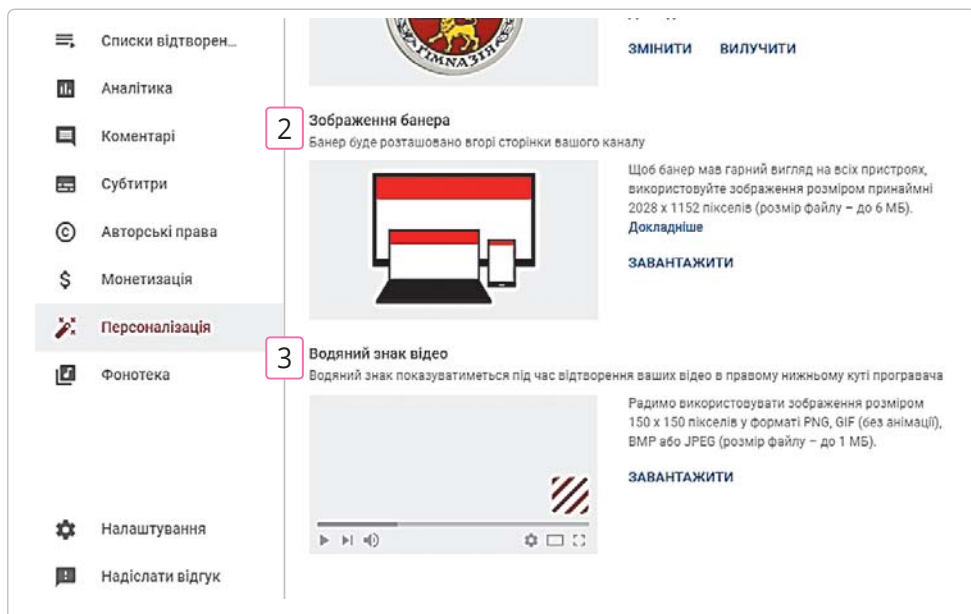 Списки відтворен...
Аналітика
Коментарі
Субтитри
Авторські права
Монетизація
Персоналізація
Фонотека
Налаштування
Надіслати відгук
ГІМНАЗІЯ
ЗМІНИТИ ВИЛУЧИТИ
2
Зображення банера
Банер буде розташовано вгорі сторінки вашого каналу
Щоб банер мав гарний вигляд на всіх пристроях,
використовуйте зображення розміром принаймні
2028 x 1152 пікселів (розмір файлу – до 6 МБ).
Докладніше
ЗАВАНТАЖИТИ
3
Водяний знак відео
Водяний знак показуватиметься під час відтворення ваших відео в правому нижньому куті програвача
Радимо використовувати зображення розміром
150 x 150 пікселів у форматі PNG, GIF (без анімації),
BMP або JPEG (розмір файлу – до 1 МБ).
ЗАВАНТАЖИТИ